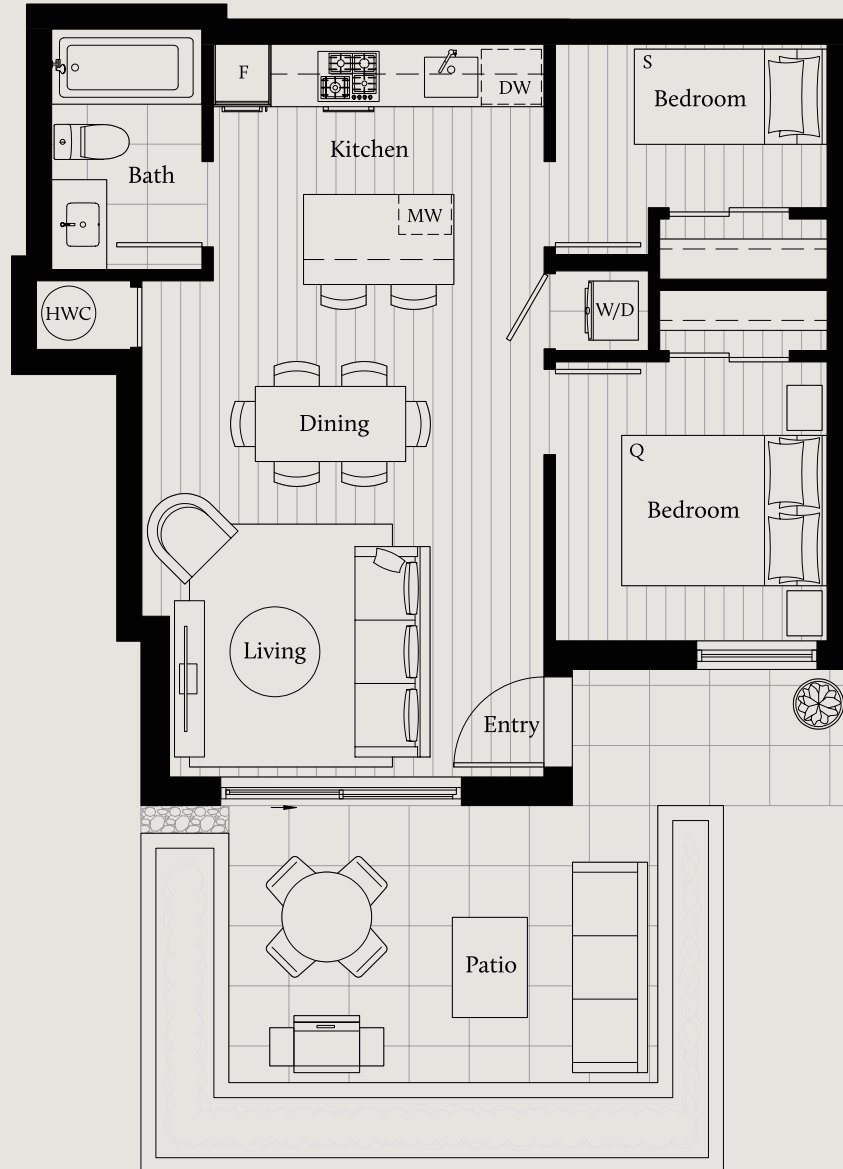 S
F
DW
Bedroom
Kitchen
Bath
MW
HWC
W/D
Dining
Q
Bedroom
Living
Entry
Patio